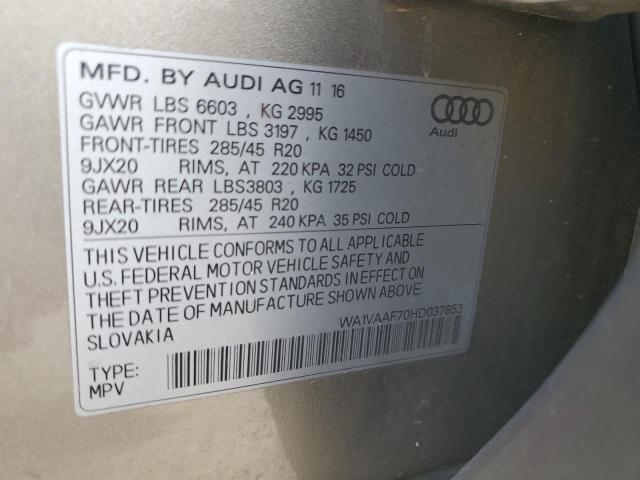 MFD. BY AUDI AG 11 16
GVWR LBS 6603 , KG 2995
GAWR FRONT LBS 3197 , KG 1450
FRONT-TIRES 285/45 R20
9JX20 RIMS, AT 220 KPA 32 PSI COLD
GAWR REAR LBS3803 , KG 1725
REAR-TIRES 285/45 R20
9JX20 RIMS, AT 240 KPA 35 PSI COLD
Audi
THIS VEHICLE CONFORMS TO ALL APPLICABLE
U.S. FEDERAL MOTOR VEHICLE SAFETY AND
THEFT PREVENTION STANDARDS IN EFFECT ON
THE DATE OF MANUFACTURE SHOWN ABOVE.
SLOVAKIA
WA1VAAF70HD037853
TYPE:
MPV